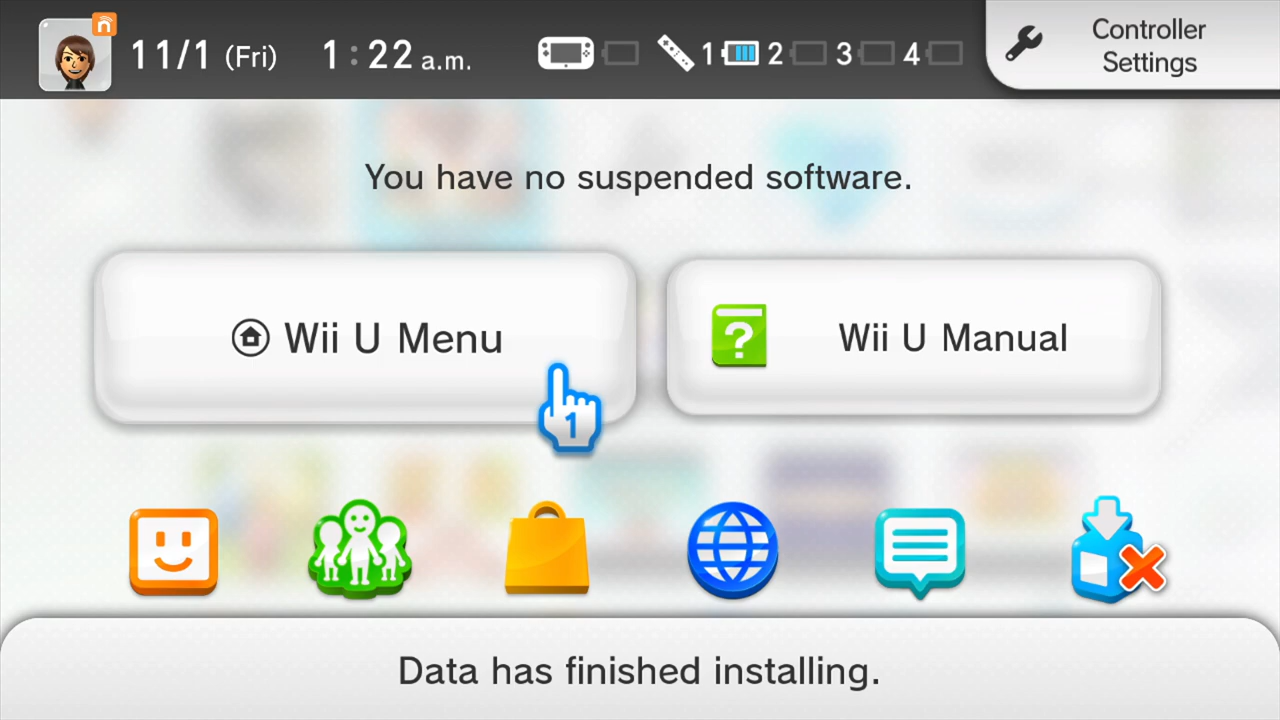 11/1 (Fri) 1:22 a.m. 1 2 3 4
Controller
Settings
You have no suspended software.
Wii U Menu
? Wii U Manual
1
Data has finished installing.